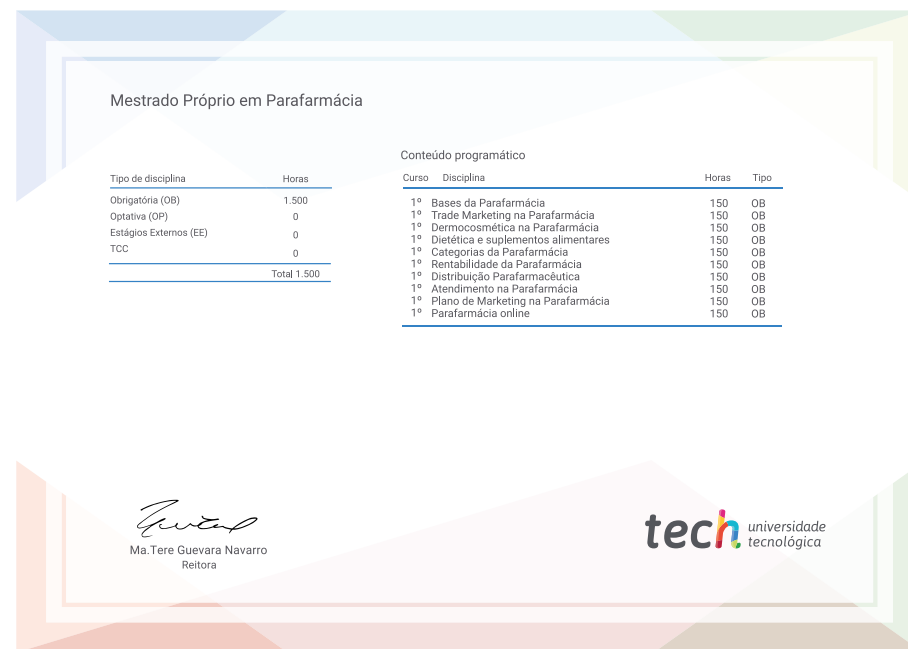 Mestrado Próprio em Parafarmácia
Tipo de disciplina Horas
Obrigatória (OB) 1.500
Optativa (OP) 0
Estágios Externos (EE) 0
TCC 0
Total 1.500
Conteúdo programático
Curso Disciplina Horas Tipo
1º Bases da Parafarmácia 150 OB
1º Trade Marketing na Parafarmácia 150 OB
1º Dermocosmética na Parafarmácia 150 OB
1º Dietética e suplementos alimentares 150 OB
1º Categorias da Parafarmácia 150 OB
1º Rentabilidade da Parafarmácia 150 OB
1º Distribuição Parafarmacêutica 150 OB
1º Atendimento na Parafarmácia 150 OB
1º Plano de Marketing na Parafarmácia 150 OB
1º Parafarmácia online 150 OB
Ma.Tere Guevara Navarro
Reitora
tech universidade
tecnológica